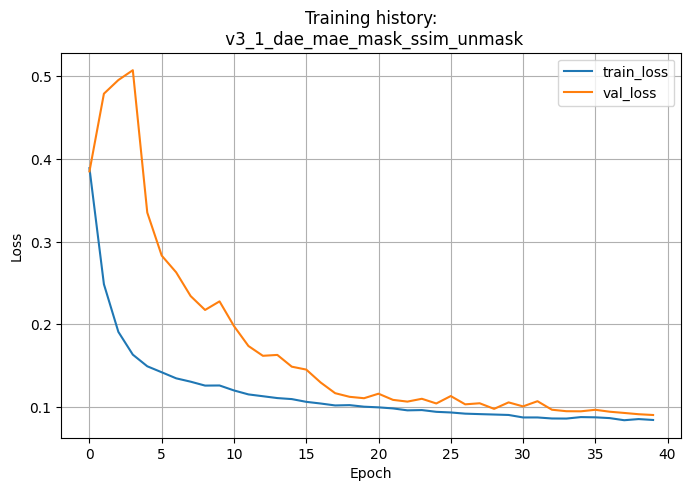 Training history:
v3_1_dae_mae_mask_ssim_unmask
train_loss
val_loss
Loss
0.5
0.4
0.3
0.2
0.1
0 5 10 15 20 25 30 35 40
Epoch